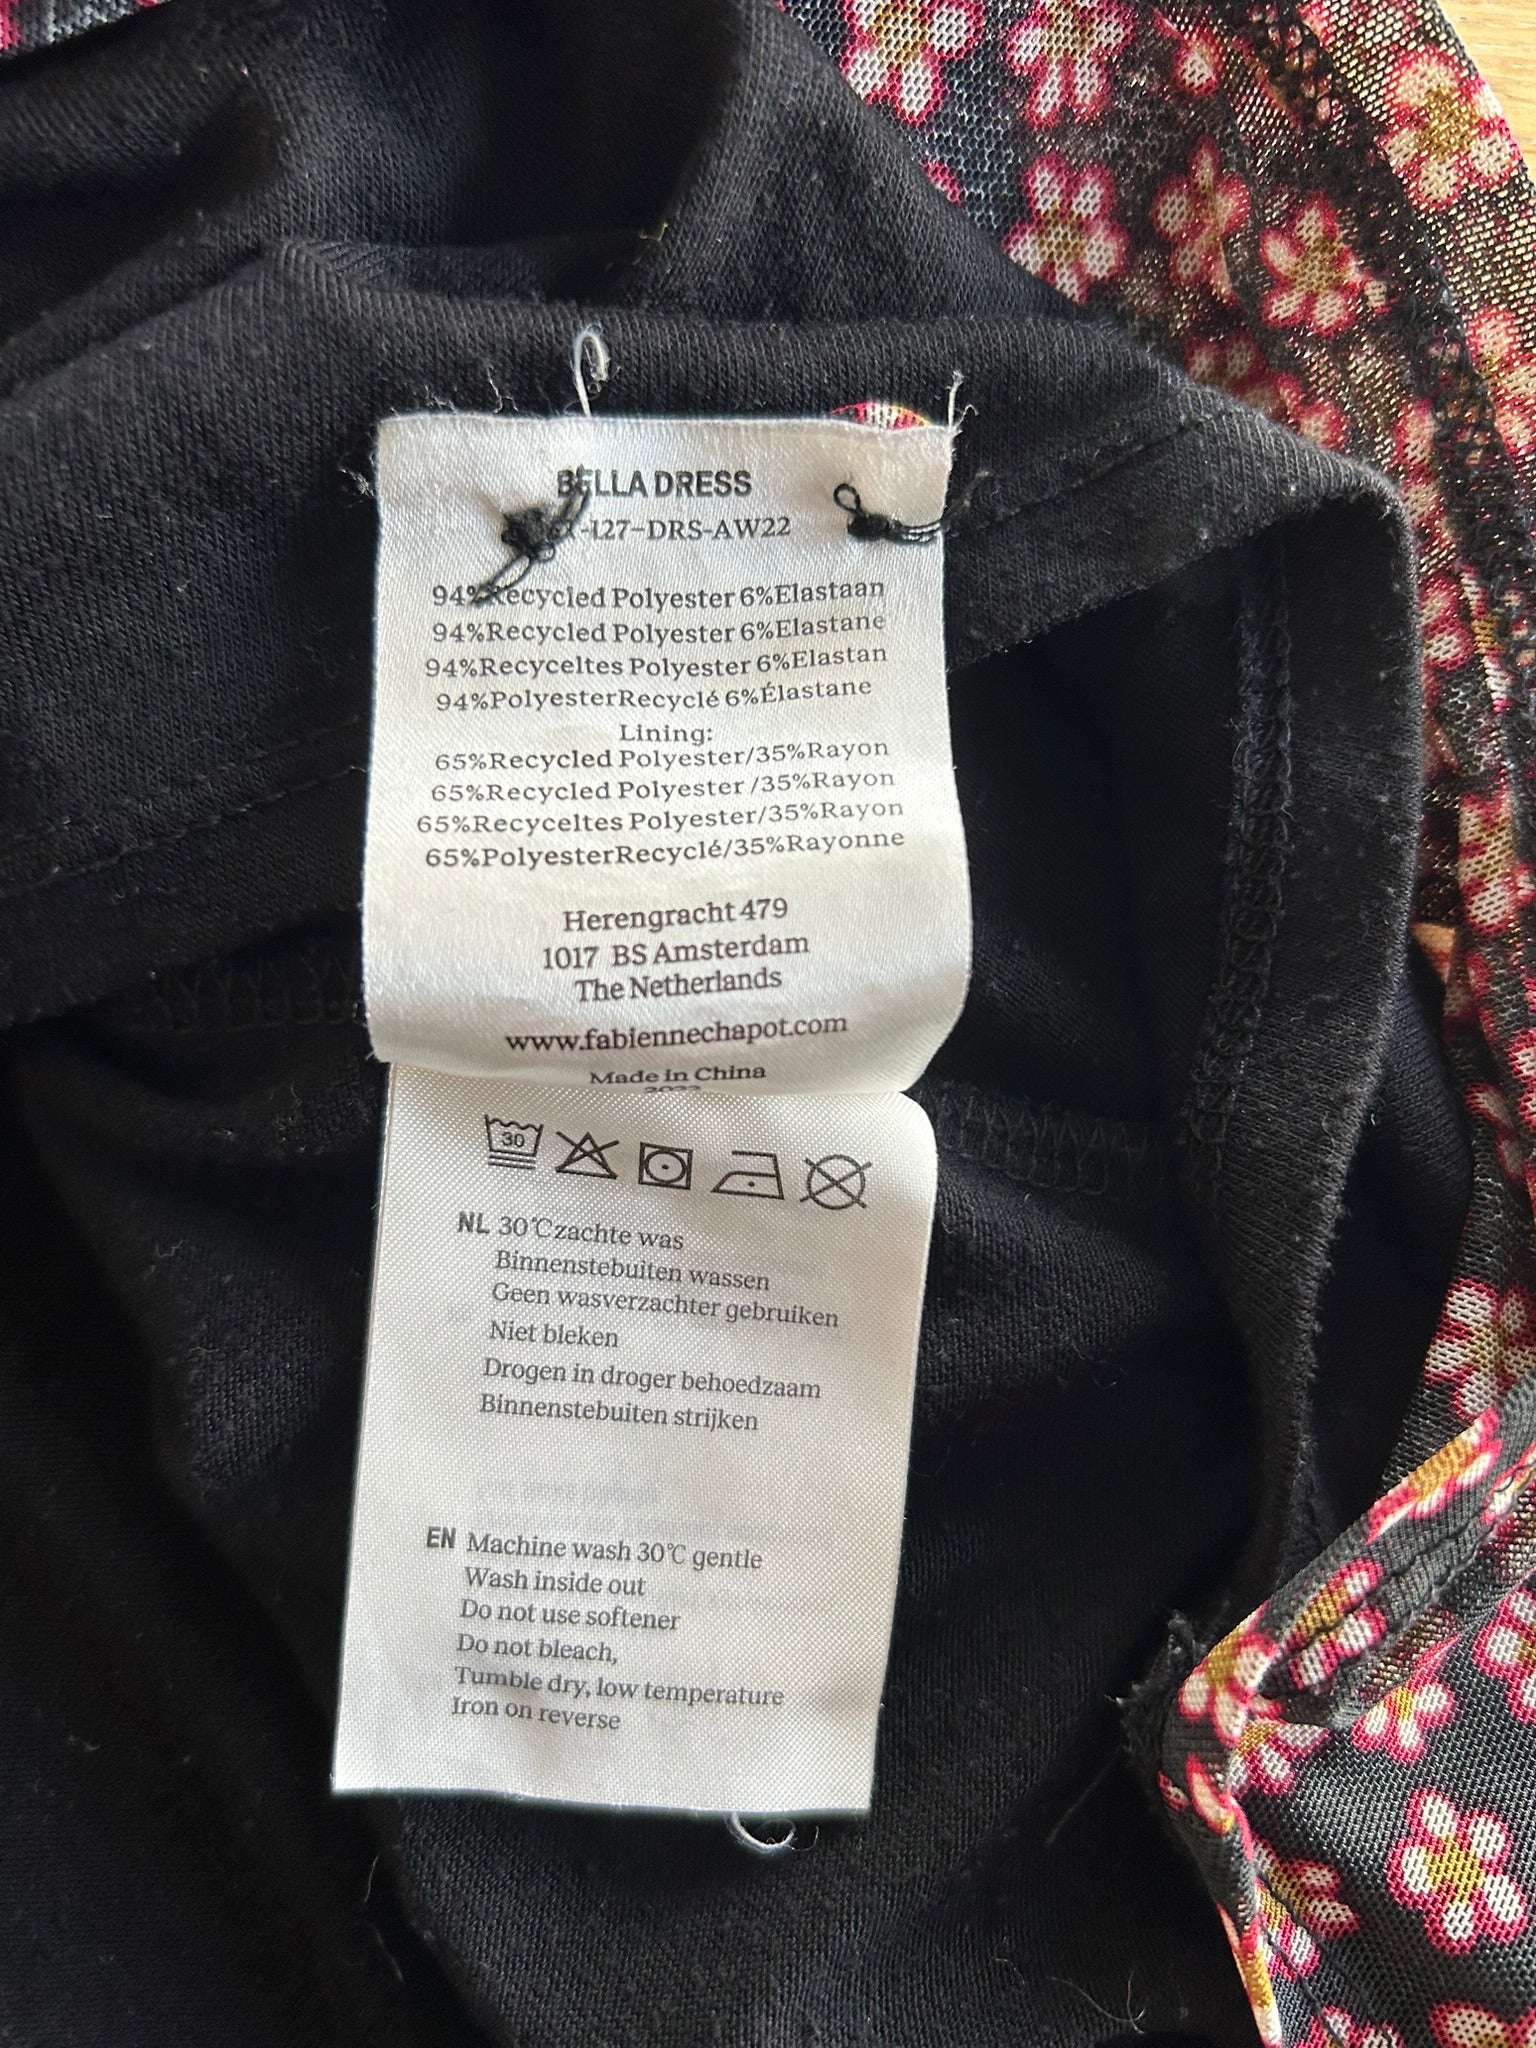 BELLA DRESS
-127-DRS-AW22
94%Recycled Polyester 6%Elastaan
94%Recycled Polyester 6%Elastane
94%Recyceltes Polyester 6%Elastan
94%PolyesterRecyclé 6%Élastane
Lining:
65%Recycled Polyester/35%Rayon
65%Recycled Polyester /35%Rayon
65%Recyceltes Polyester/35%Rayon
65%PolyesterRecyclé/35%Rayonne
Herengracht 479
1017 BS Amsterdam
The Netherlands
www.fabiennechapot.com
Made in China
2022
30
NL 30℃zachte was
Binnenstebuiten wassen
Geen wasverzachter gebruiken
Niet bleken
Drogen in droger behoedzaam
Binnenstebuiten strijken
EN Machine wash 30℃ gentle
Wash inside out
Do not use softener
Do not bleach,
Tumble dry, low temperature
Iron on reverse